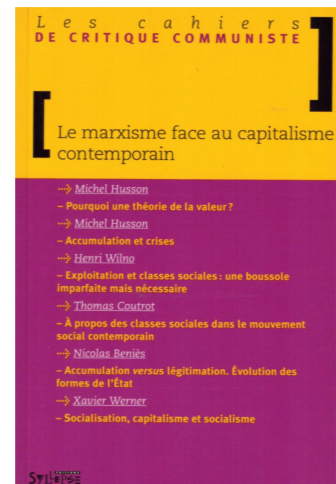 Les cahiers
DE CRITIQUE COMMUNISTE
Le marxisme face au capitalisme
contemporain
Michel Husson
– Pourquoi une théorie de la valeur ?
Michel Husson
– Accumulation et crises
Henri Wilno
– Exploitation et classes sociales : une boussole
imparfaite mais nécessaire
Thomas Coutrot
– À propos des classes sociales dans le mouvement
social contemporain
Nicolas Beniès
– Accumulation versus légitimation. Évolution des
formes de l'État
Xavier Werner
– Socialisation, capitalisme et socialisme
SYLLEPSE